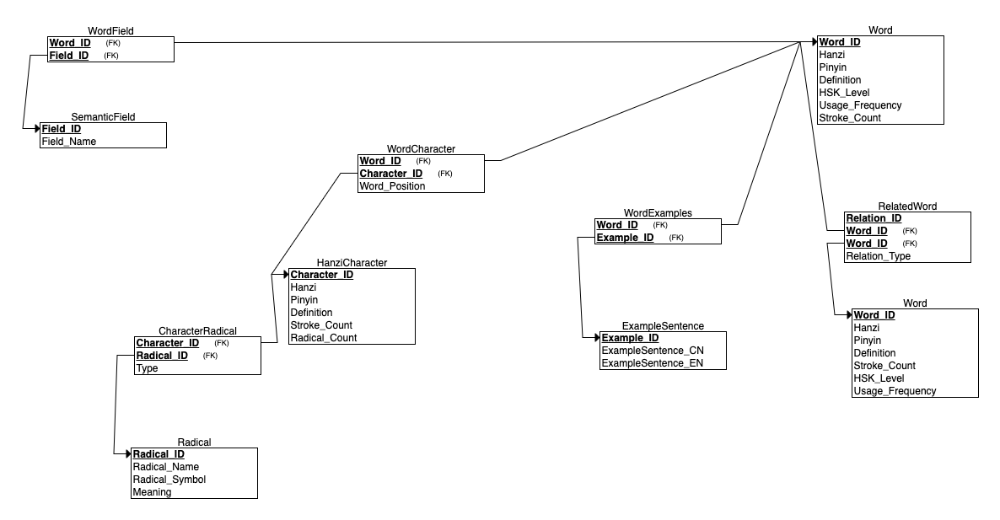 WordField
Word_ID (FK)
Field_ID (FK)
SemanticField
Field_ID
Field_Name
Word
Word_ID
Hanzi
Pinyin
Definition
HSK_Level
Usage_Frequency
Stroke_Count
WordCharacter
Word_ID (FK)
Character_ID (FK)
Word_Position
WordExamples
Word_ID (FK)
Example_ID (FK)
RelatedWord
Relation_ID
Word_ID (FK)
Word_ID (FK)
Relation_Type
HanziCharacter
Character_ID
Hanzi
Pinyin
Definition
Stroke_Count
Radical_Count
Word
Word_ID
Hanzi
Pinyin
Definition
Stroke_Count
HSK_Level
Usage_Frequency
CharacterRadical
Character_ID (FK)
Radical_ID (FK)
Type
ExampleSentence
Example_ID
ExampleSentence_CN
ExampleSentence_EN
Radical
Radical_ID
Radical_Name
Radical_Symbol
Meaning